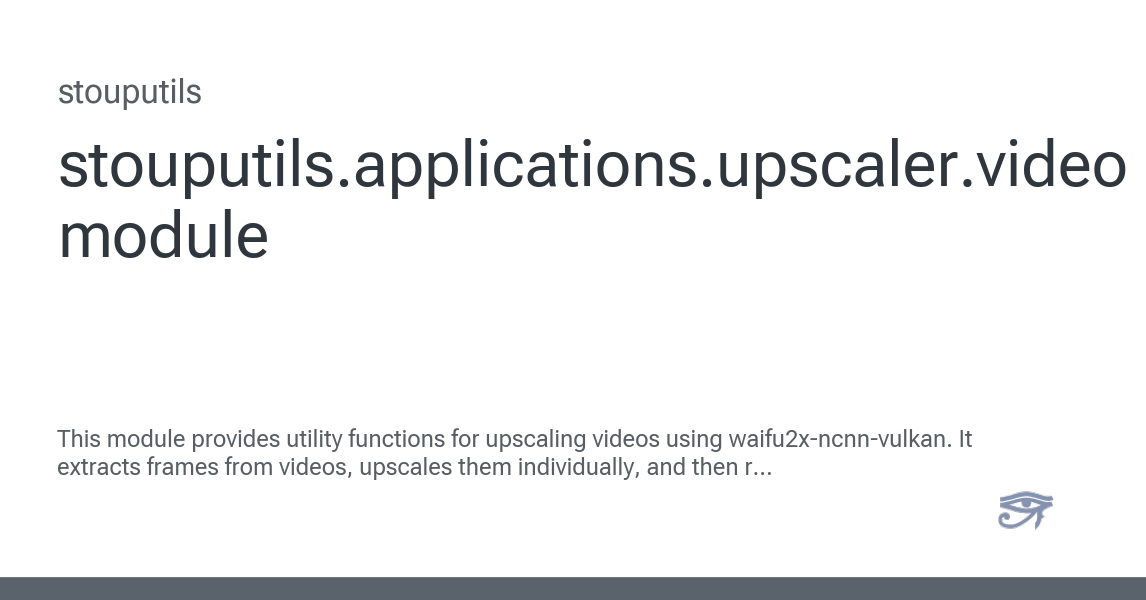 stouputils
stouputils.applications.upscaler.video
module
This module provides utility functions for upscaling videos using waifu2x-ncnn-vulkan. It
extracts frames from videos, upscales them individually, and then r...